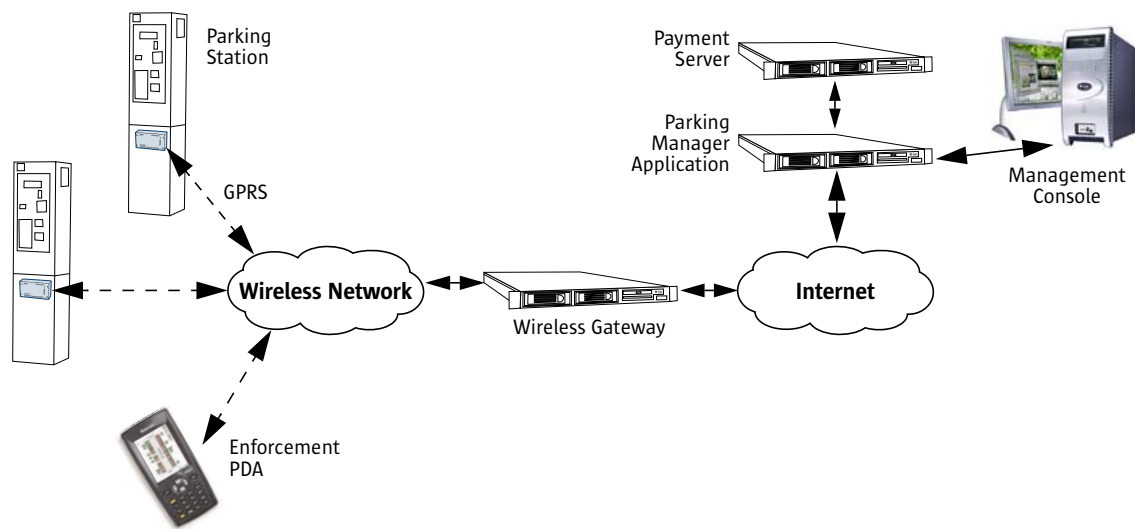 Parking
Station
Payment
Server
Parking
Manager
Application
Management
Console
GPRS
Wireless Network
Internet
Wireless Gateway
Enforcement
PDA